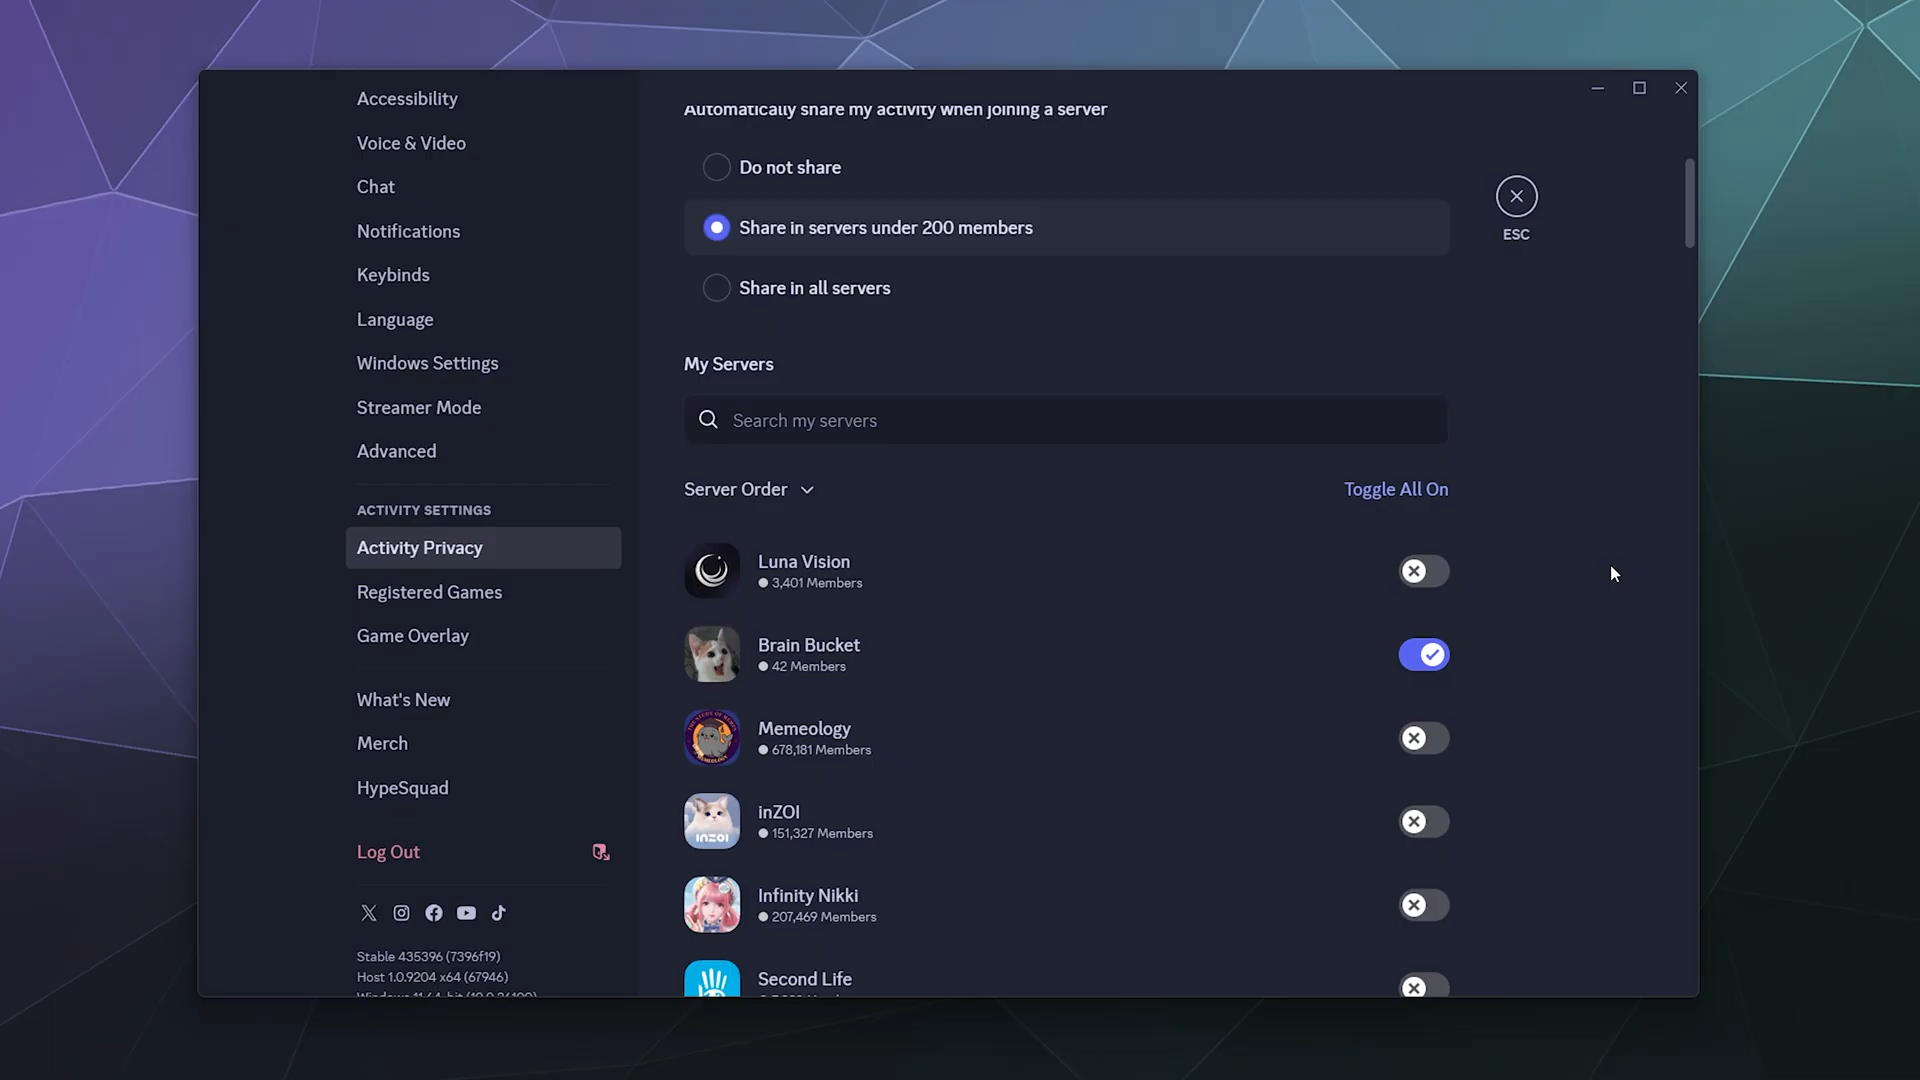 Accessibility
Voice & Video
Chat
Notifications
Keybinds
Language
Windows Settings
Streamer Mode
Advanced
ACTIVITY SETTINGS
Activity Privacy
Registered Games
Game Overlay
What's New
Merch
HypeSquad
Log Out
Stable 435396 (7396f19)
Host 1.0.9204 x64 (67946)
Automatically share my activity when joining a server
Do not share
Share in servers under 200 members
Share in all servers
ESC
My Servers
Search my servers
Server Order
Toggle All On
Luna Vision
3,401 Members
Brain Bucket
42 Members
Memeology
678,181 Members
inZOI
151,327 Members
INZOI
Infinity Nikki
207,469 Members
Second Life